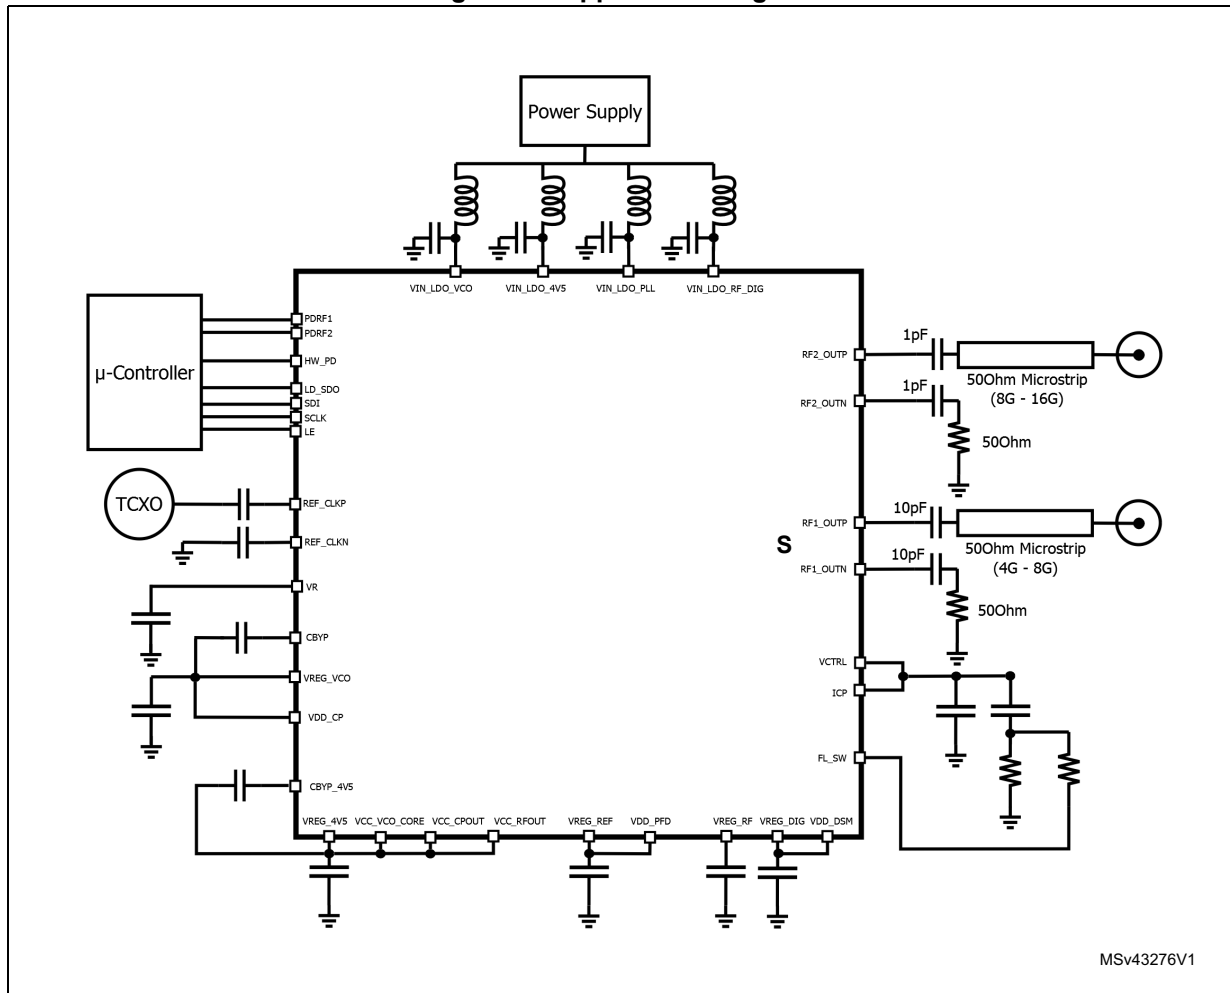 Power Supply
VIN_LDO_VCO
VIN_LDO_4V5
VIN_LDO_PLL
VIN_LDO_RF_DIG
µ-Controller
PDRF1
PDRF2
HW_PD
LD_SDO
SDI
SCLK
LE
TCXO
REF_CLKP
REF_CLKN
VR
CBYP
VREG_VCO
VDD_CP
CBYP_4V5
RF2_OUTP
1pF
50Ohm Microstrip
(8G - 16G)
RF2_OUTN
1pF
50Ohm
RF1_OUTP
10pF
50Ohm Microstrip
(4G - 8G)
S
RF1_OUTN
10pF
50Ohm
VCTRL
ICP
FL_SW
VREG_4V5
VCC_VCO_CORE
VCC_CPOUT
VCC_RFOUT
VREG_REF
VDD_PFD
VREG_RF
VREG_DIG
VDD_DSM
MSv43276V1